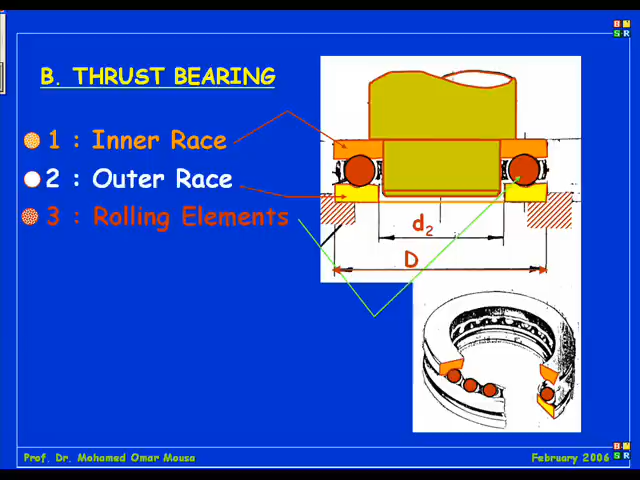 B. THRUST BEARING
1 : Inner Race
2 : Outer Race
3 : Rolling Elements
d2
D
Prof. Dr. Mohamed Omar Mousa
February 2006